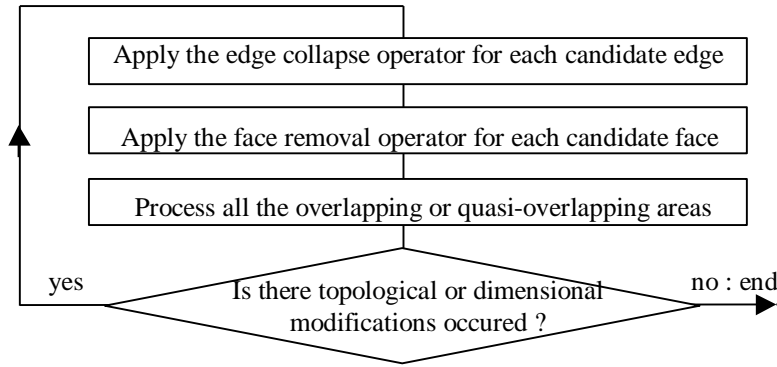 Apply the edge collapse operator for each candidate edge
Apply the face removal operator for each candidate face
Process all the overlapping or quasi-overlapping areas
yes
no : end
Is there topological or dimensional
modifications occured ?